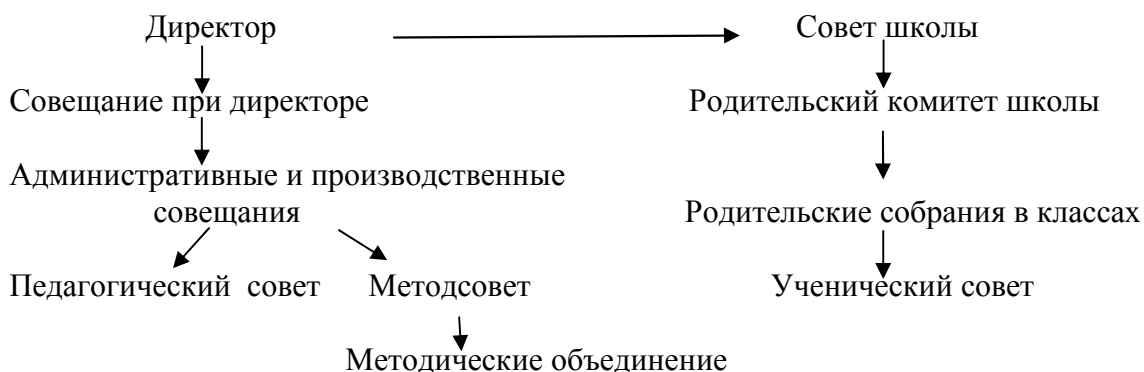 Директор Совет школы
Совещание при директоре Родительский комитет школы
Административные и производственные
совещания Родительские собрания в классах
Педагогический совет Методсовет Ученический совет
Методические объединение